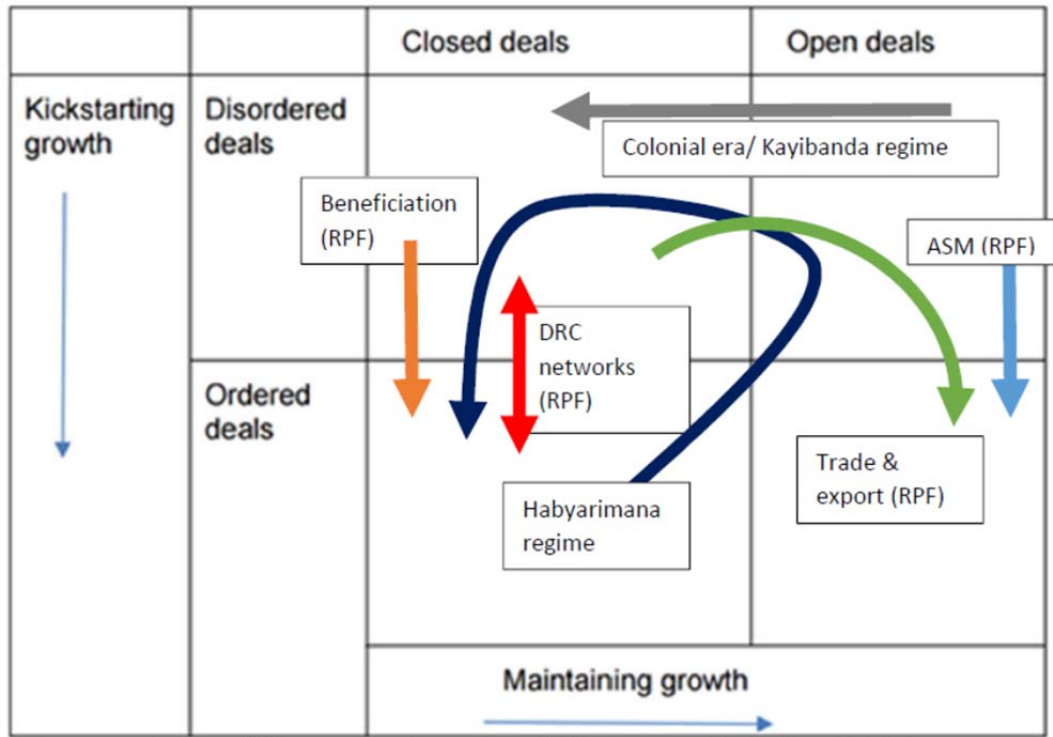 Closed deals
Open deals
Kickstarting
growth
Disordered
deals
Colonial era/ Kayibanda regime
Beneficiation
(RPF)
ASM (RPF)
DRC
networks
(RPF)
Ordered
deals
Trade &
export (RPF)
Habyarimana
regime
Maintaining growth